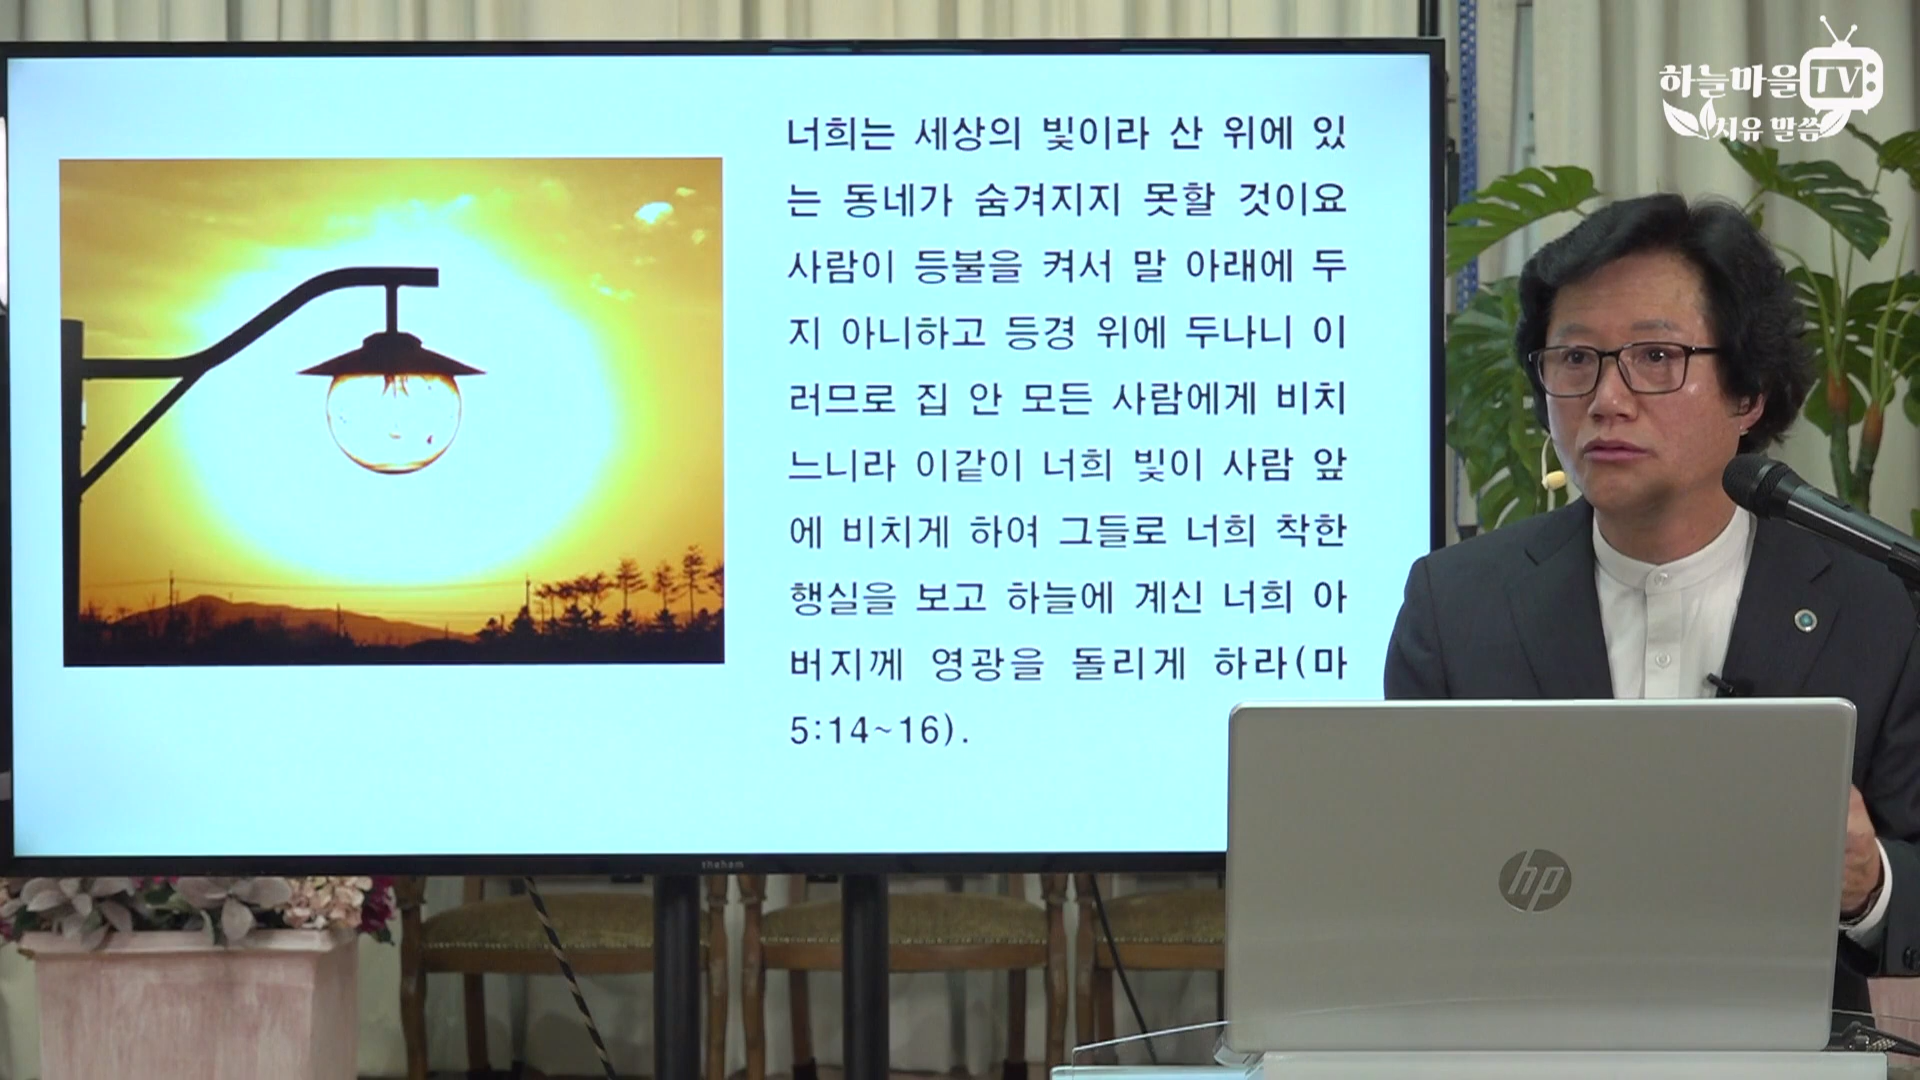 하늘마을 TV
치유 말씀
너희는 세상의 빛이라 산 위에 있
는 동네가 숨겨지지 못할 것이요
사람이 등불을 켜서 말 아래에 두
지 아니하고 등경 위에 두나니 이
러므로 집 안 모든 사람에게 비치
느니라 이같이 너희 빛이 사람 앞
에 비치게 하여 그들로 너희 착한
행실을 보고 하늘에 계신 너희 아
버지께 영광을 돌리게 하라(마
5:14~16).
theham
hp